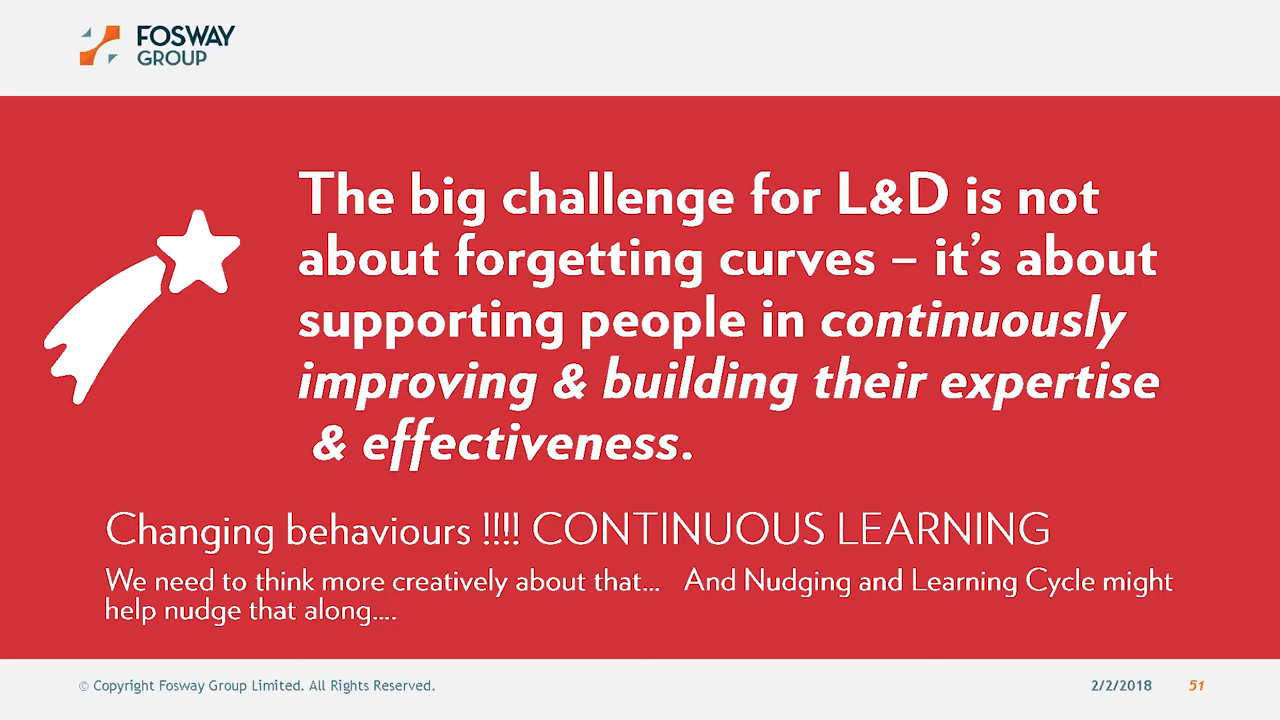 FOSWAY
GROUP
The big challenge for L&D is not
about forgetting curves – it’s about
supporting people in continuously
improving & building their expertise
& effectiveness.
Changing behaviours !!!! CONTINUOUS LEARNING
We need to think more creatively about that... And Nudging and Learning Cycle might
help nudge that along....
© Copyright Fosway Group Limited. All Rights Reserved.
2/2/2018 51